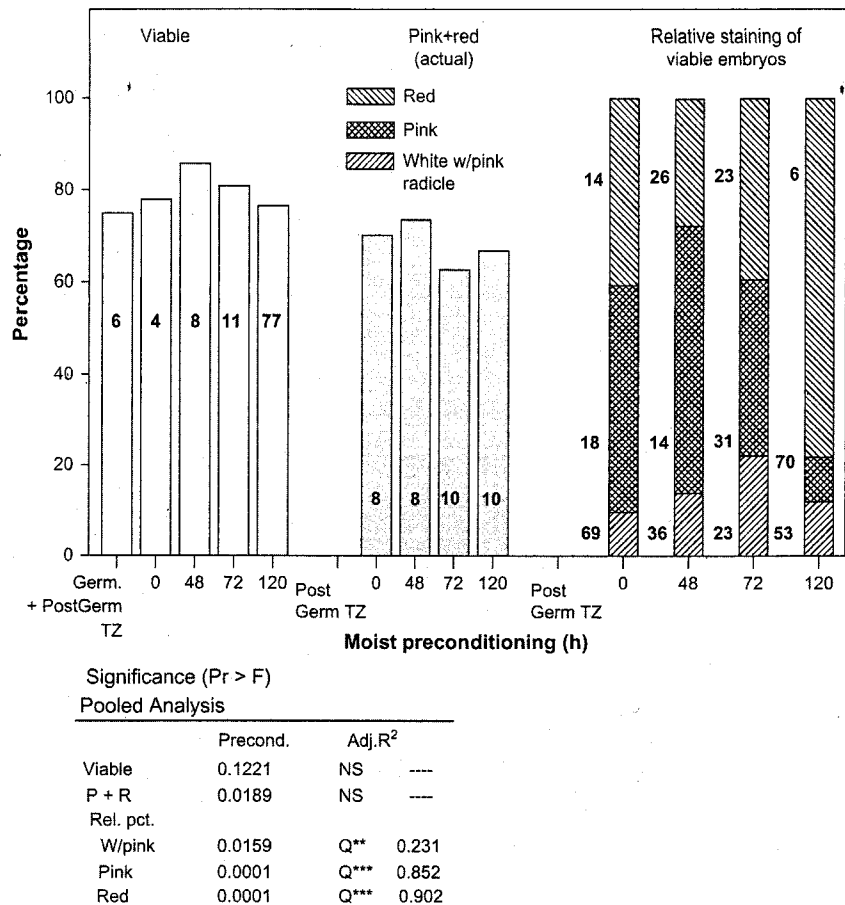 Viable
Pink+red
(actual)
Relative staining of
viable embryos
Red
Pink
White w/pink
radicle
Percentage
100
80
60
40
20
0
6 4 8 11 77
8 8 10 10
14 26 23 6
18 14 31 70
69 36 23 53
Germ. 0 48 72 120 Post 0 48 72 120 Post 0 48 72 120
+ PostGerm Germ TZ Germ TZ
TZ
Moist preconditioning (h)
Significance (Pr > F)
Pooled Analysis
Precond. Adj.R²
Viable 0.1221 NS ----
P + R 0.0189 NS ----
Rel. pct.
W/pink 0.0159 Q** 0.231
Pink 0.0001 Q*** 0.852
Red 0.0001 Q*** 0.902